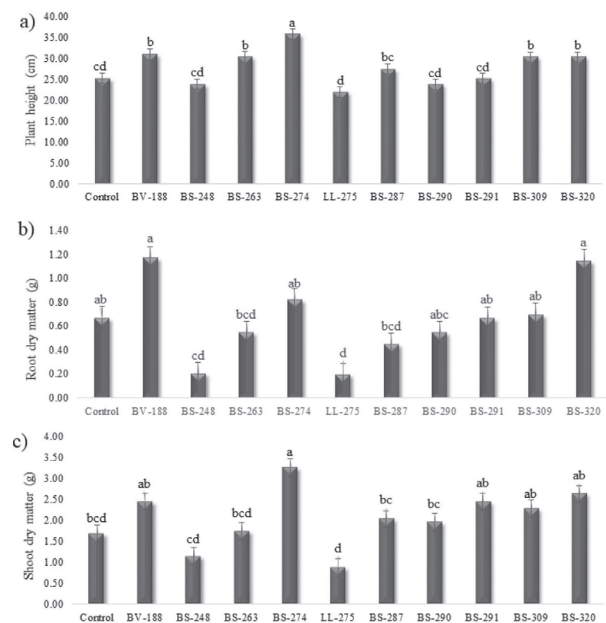 a)
Plant height (cm)
40.00
35.00
30.00
25.00
20.00
15.00
10.00
5.00
0.00
cd b cd b a d bc cd cd b b
Control BV-188 BS-248 BS-263 BS-274 LL-275 BS-287 BS-290 BS-291 BS-309 BS-320
b)
Root dry matter (g)
1.40
1.20
1.00
0.80
0.60
0.40
0.20
0.00
ab a cd bcd ab d bcd abc ab ab a
Control BV-188 BS-248 BS-263 BS-274 LL-275 BS-287 BS-290 BS-291 BS-309 BS-320
c)
Shoot dry matter (g)
4.00
3.50
3.00
2.50
2.00
1.50
1.00
0.50
0.00
bcd ab cd bcd a d bc bc ab ab ab
Control BV-188 BS-248 BS-263 BS-274 LL-275 BS-287 BS-290 BS-291 BS-309 BS-320